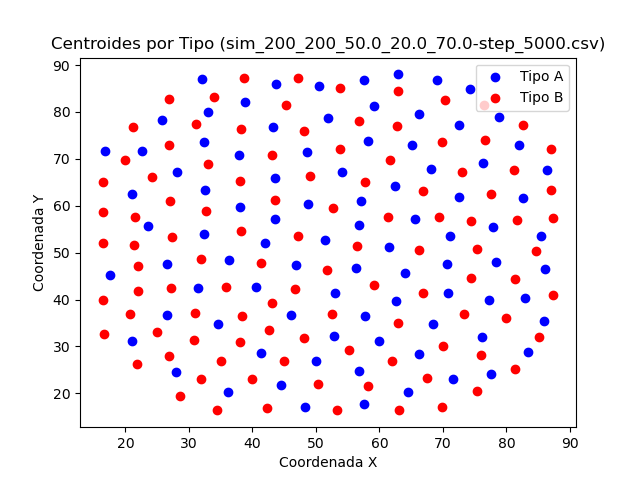 Centroides por Tipo (sim_200_200_50.0_20.0_70.0-step_5000.csv)
Tipo A
Tipo B
90
80
70
60
50
40
30
20
Coordenada Y
20 30 40 50 60 70 80 90
Coordenada X